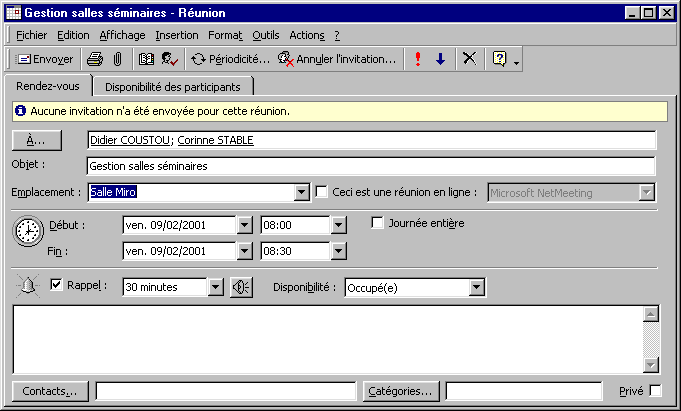 Gestion salles séminaires - Réunion
Fichier Edition Affichage Insertion Format Outils Actions ?
Envoyer Périodicité... Annuler l'invitation...
Rendez-vous Disponibilité des participants
Aucune invitation n'a été envoyée pour cette réunion.
À... Didier COUSTOU; Corinne STABLE
Objet : Gestion salles séminaires
Emplacement : Salle Miro Ceci est une réunion en ligne : Microsoft NetMeeting
Début : ven. 09/02/2001 08:00 Journée entière
Fin : ven. 09/02/2001 08:30
Rappel : 30 minutes Disponibilité : Occupé(e)
Contacts... Catégories... Privé